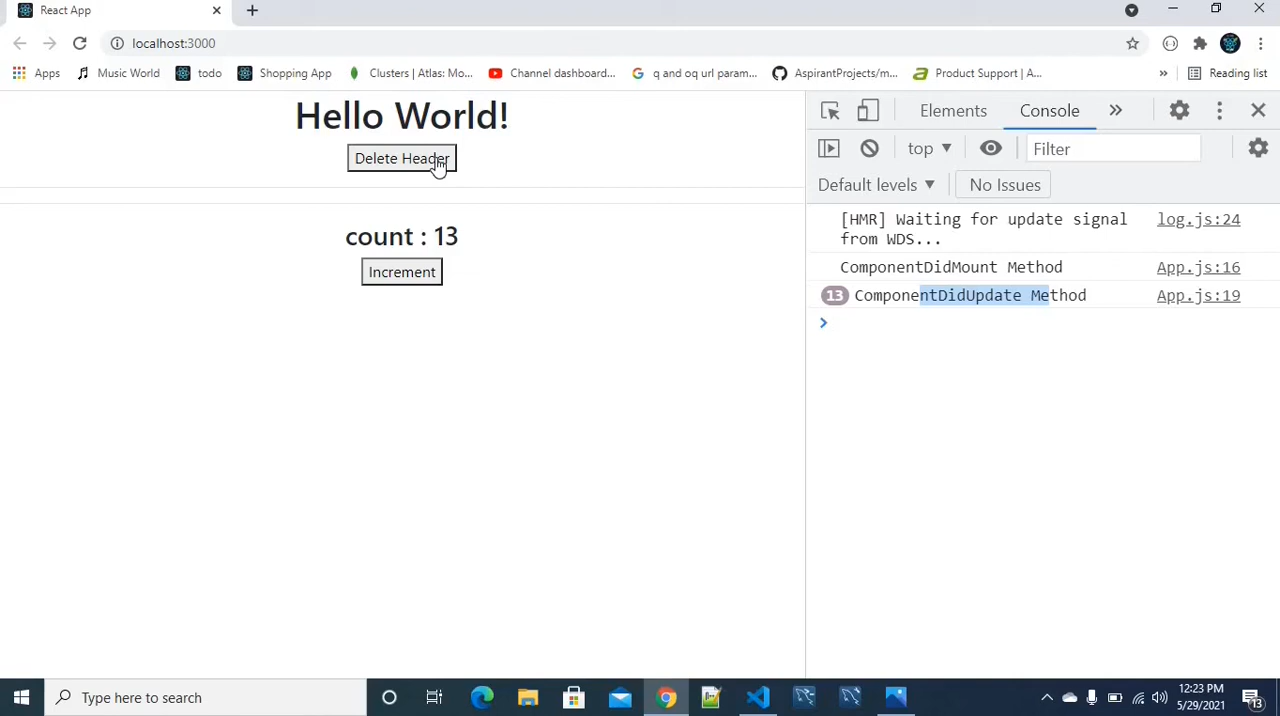 React App
localhost:3000
Apps
Music World
todo
Shopping App
Clusters | Atlas: Mo...
Channel dashboard...
q and oq url param...
AspirantProjects/m...
Product Support | A...
»
Reading list
Hello World!
Delete Header
count : 13
Increment
Elements
Console
»
top
Filter
Default levels
No Issues
[HMR] Waiting for update signal log.js:24
from WDS...
ComponentDidMount Method App.js:16
13 ComponentDidUpdate Method App.js:19
Type here to search
12:23 PM
5/29/2021
13